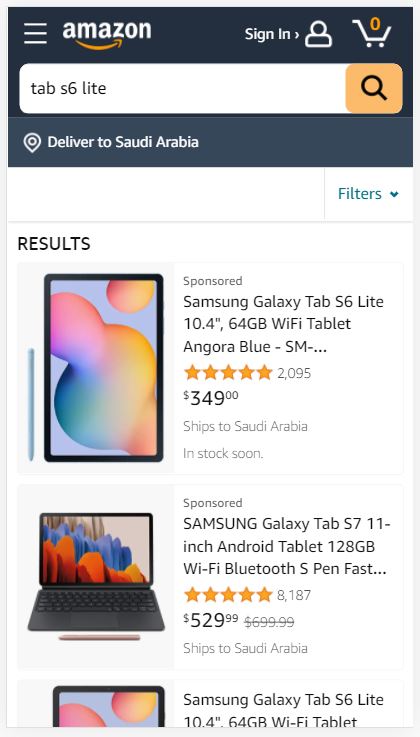 amazon
Sign In ›
0
tab s6 lite
Deliver to Saudi Arabia
Filters
RESULTS
Sponsored
Samsung Galaxy Tab S6 Lite
10.4", 64GB WiFi Tablet
Angora Blue - SM-...
2,095
$34900
Ships to Saudi Arabia
In stock soon.
Sponsored
SAMSUNG Galaxy Tab S7 11-
inch Android Tablet 128GB
Wi-Fi Bluetooth S Pen Fast...
8,187
$52999 $699.99
Ships to Saudi Arabia
Samsung Galaxy Tab S6 Lite
10.4", 64GB Wi-Fi Tablet